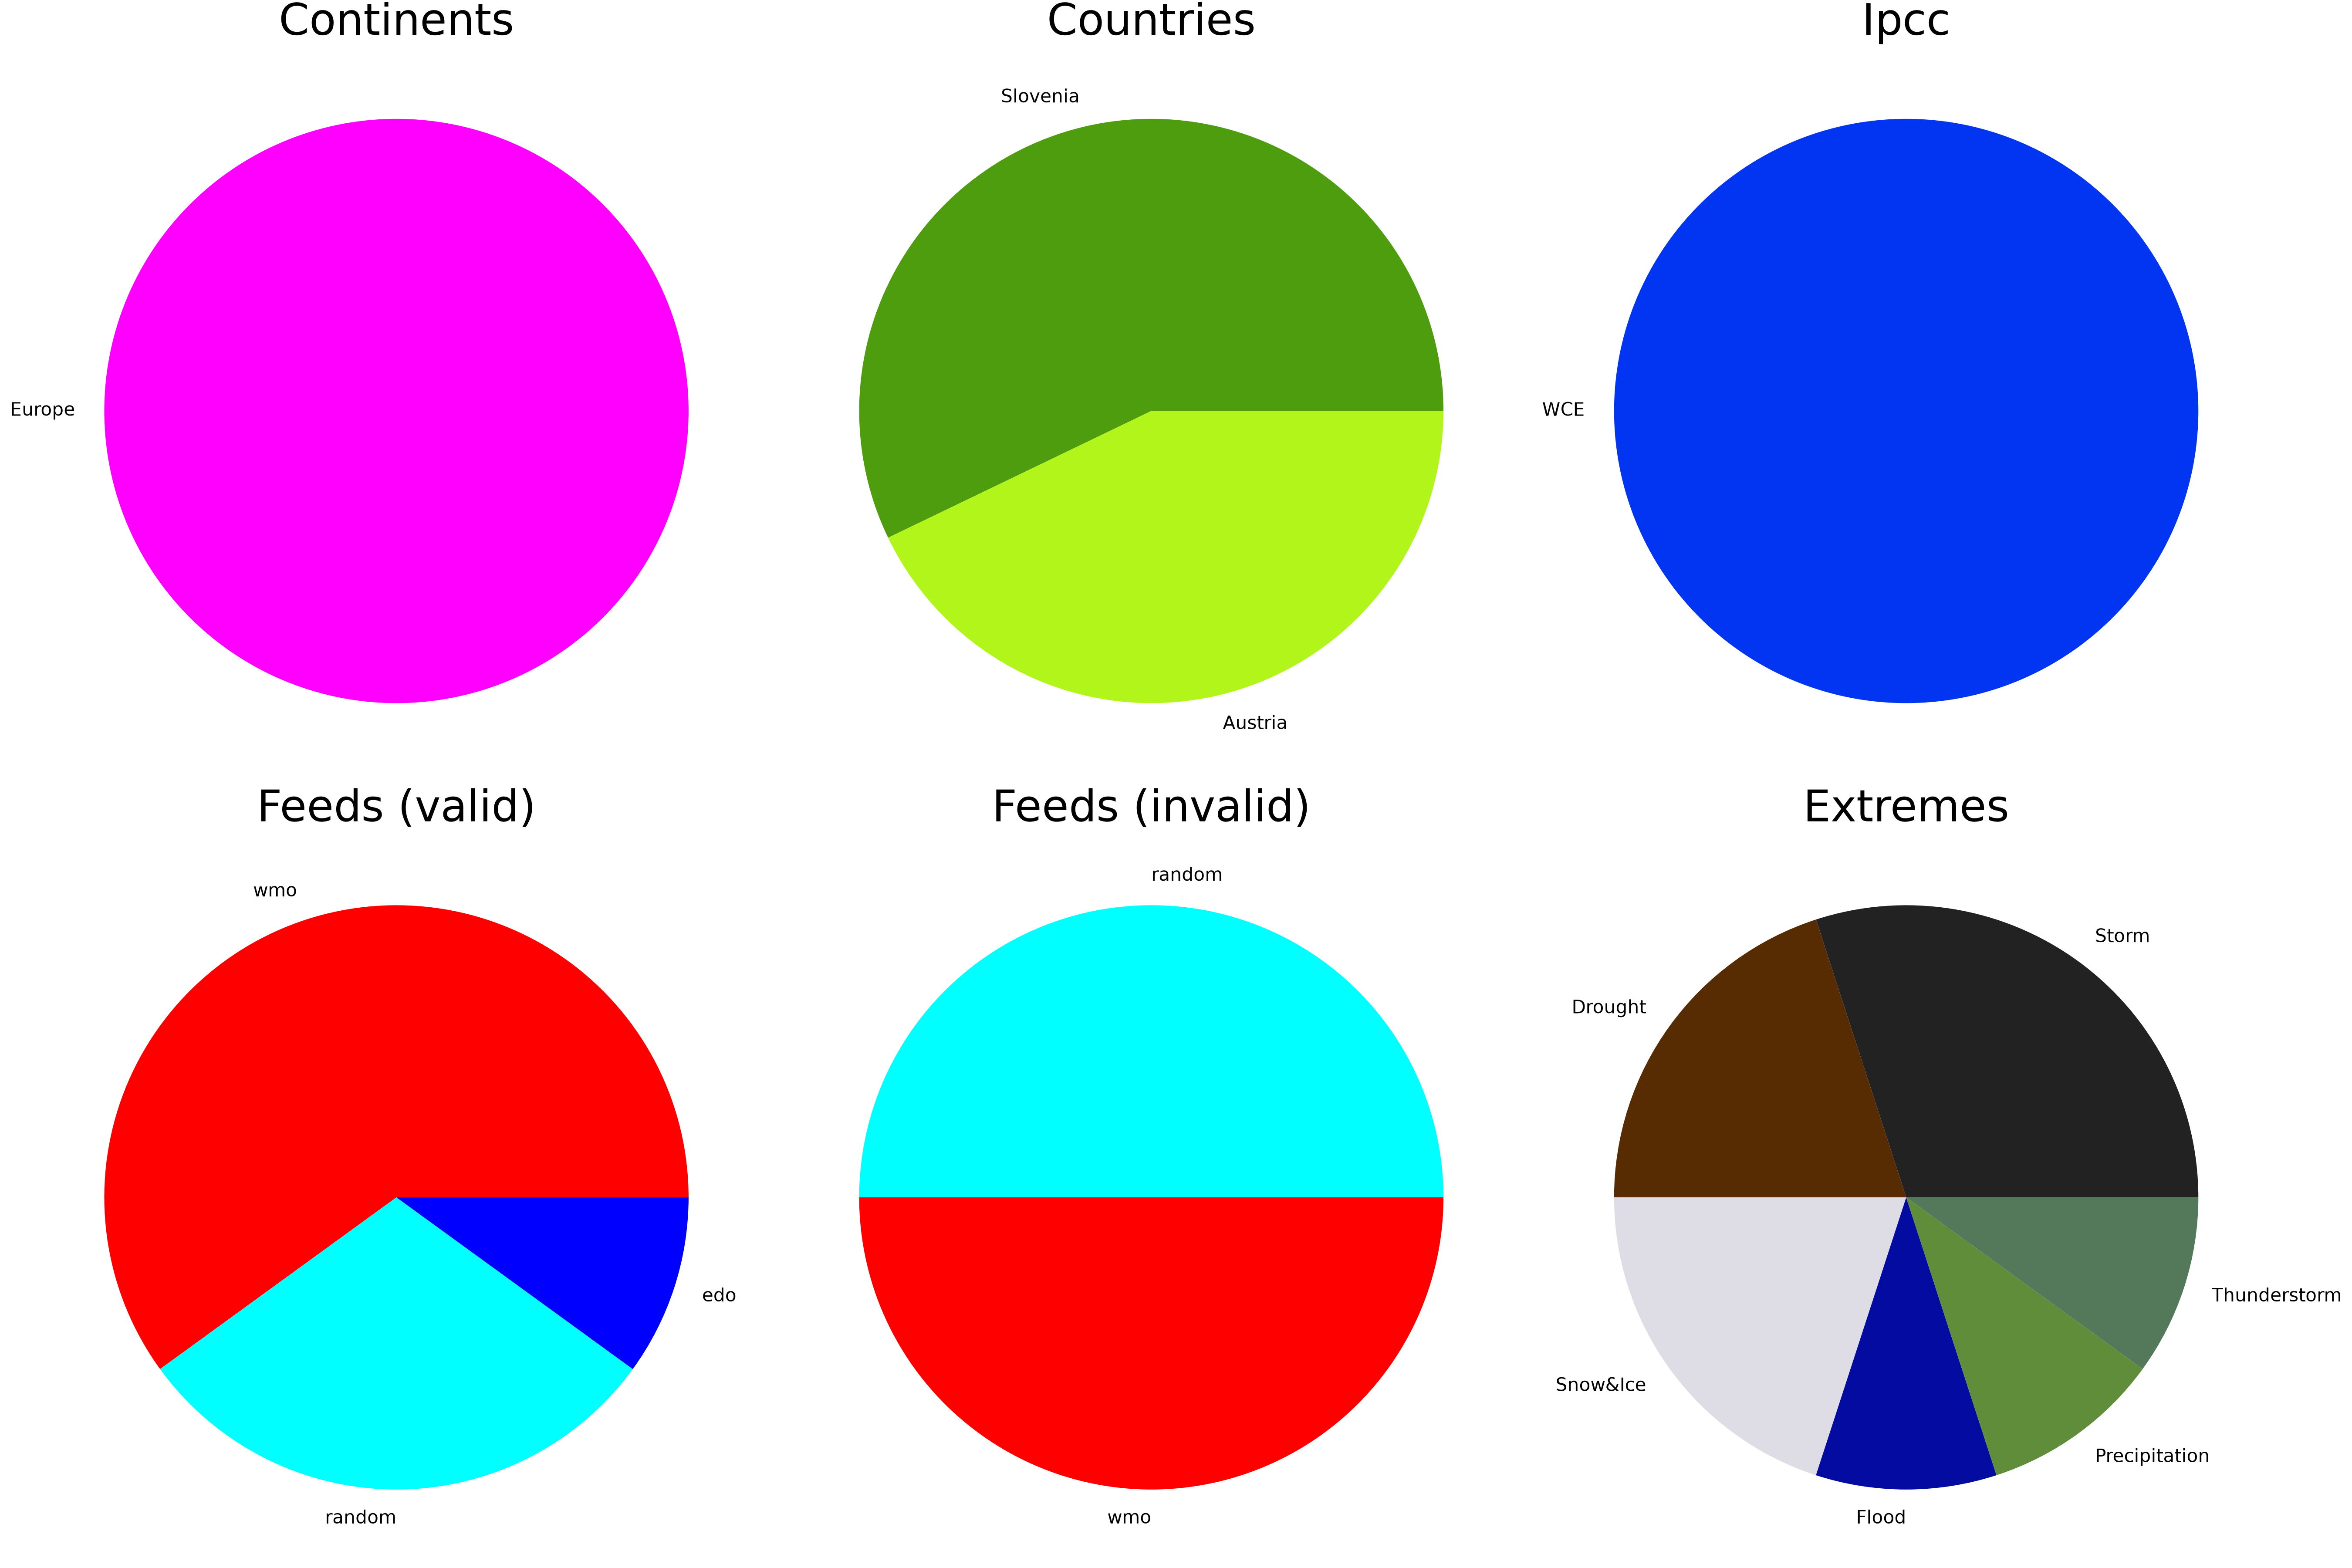 Continents
Countries
Ipcc
Slovenia
Europe
WCE
Austria
Feeds (valid)
Feeds (invalid)
Extremes
wmo
random
Storm
Drought
edo
Thunderstorm
Snow&Ice
Precipitation
random
wmo
Flood